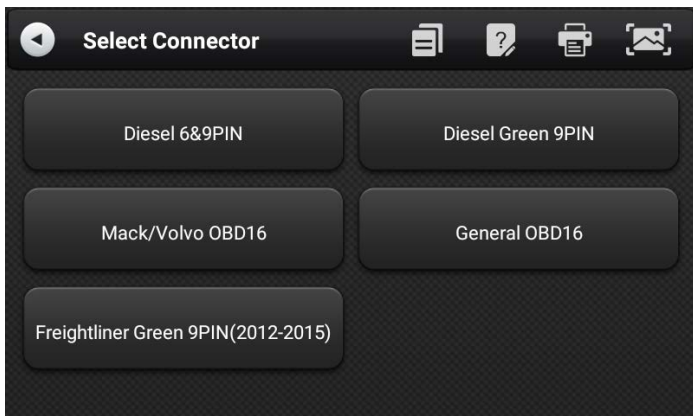 Select Connector
Diesel 6&9PIN
Diesel Green 9PIN
Mack/Volvo OBD16
General OBD16
Freightliner Green 9PIN(2012-2015)